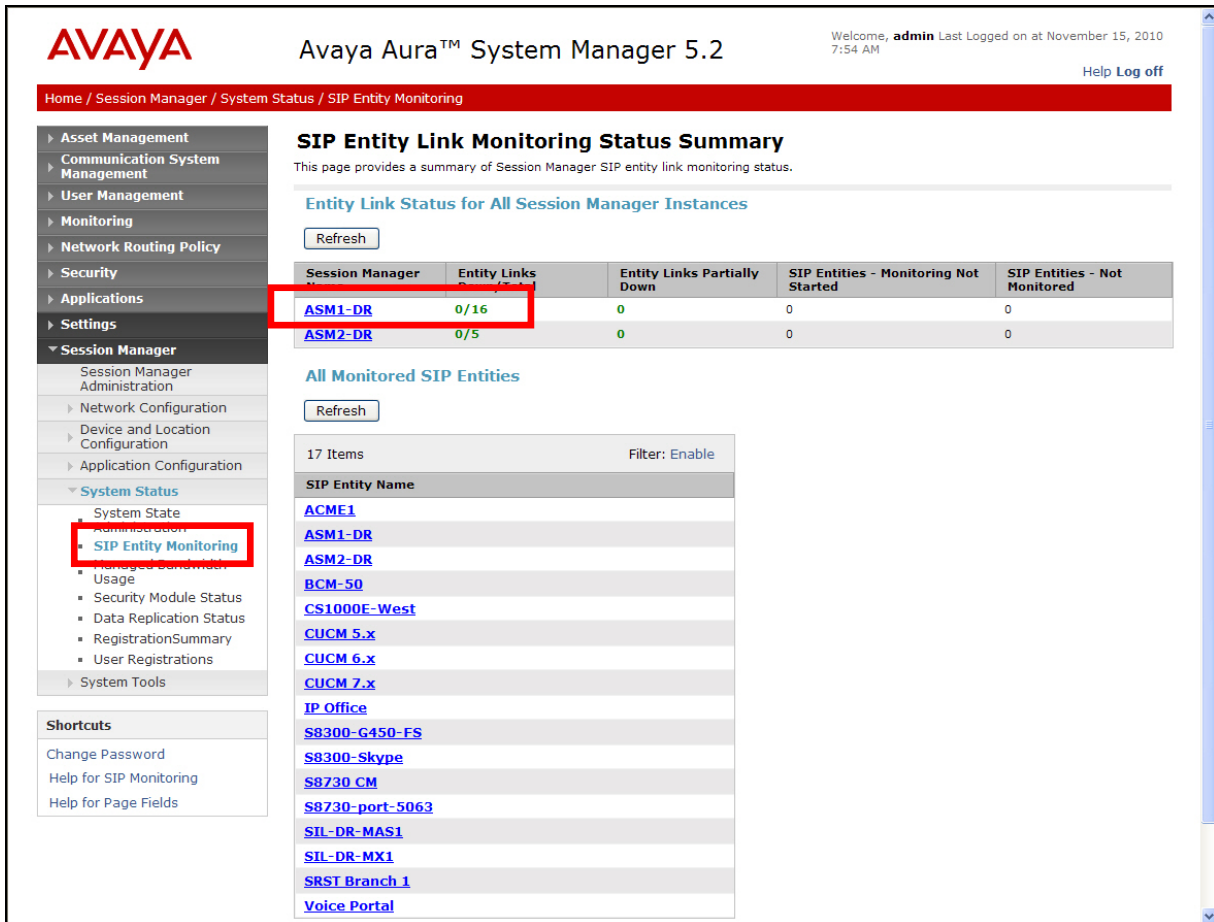 AVAYA
Avaya Aura™ System Manager 5.2
Welcome, admin Last Logged on at November 15, 2010
7:54 AM
Help Log off
Home / Session Manager / System Status / SIP Entity Monitoring
Asset Management
Communication System
Management
User Management
Monitoring
Network Routing Policy
Security
Applications
Settings
Session Manager
Session Manager
Administration
Network Configuration
Device and Location
Configuration
Application Configuration
System Status
System State
Administration
SIP Entity Monitoring
Managed Bandwidth
Usage
Security Module Status
Data Replication Status
RegistrationSummary
User Registrations
System Tools
Shortcuts
Change Password
Help for SIP Monitoring
Help for Page Fields
SIP Entity Link Monitoring Status Summary
This page provides a summary of Session Manager SIP entity link monitoring status.
Entity Link Status for All Session Manager Instances
Refresh
Session Manager Name Entity Links Down/Total Entity Links Partially Down SIP Entities - Monitoring Not Started SIP Entities - Not Monitored
ASM1-DR 0/16 0 0 0
ASM2-DR 0/5 0 0 0
All Monitored SIP Entities
Refresh
17 Items Filter: Enable
SIP Entity Name
ACME1
ASM1-DR
ASM2-DR
BCM-50
CS1000E-West
CUCM 5.x
CUCM 6.x
CUCM 7.x
IP Office
S8300-G450-FS
S8300-Skype
S8730 CM
S8730-port-5063
SIL-DR-MAS1
SIL-DR-MX1
SRST Branch 1
Voice Portal